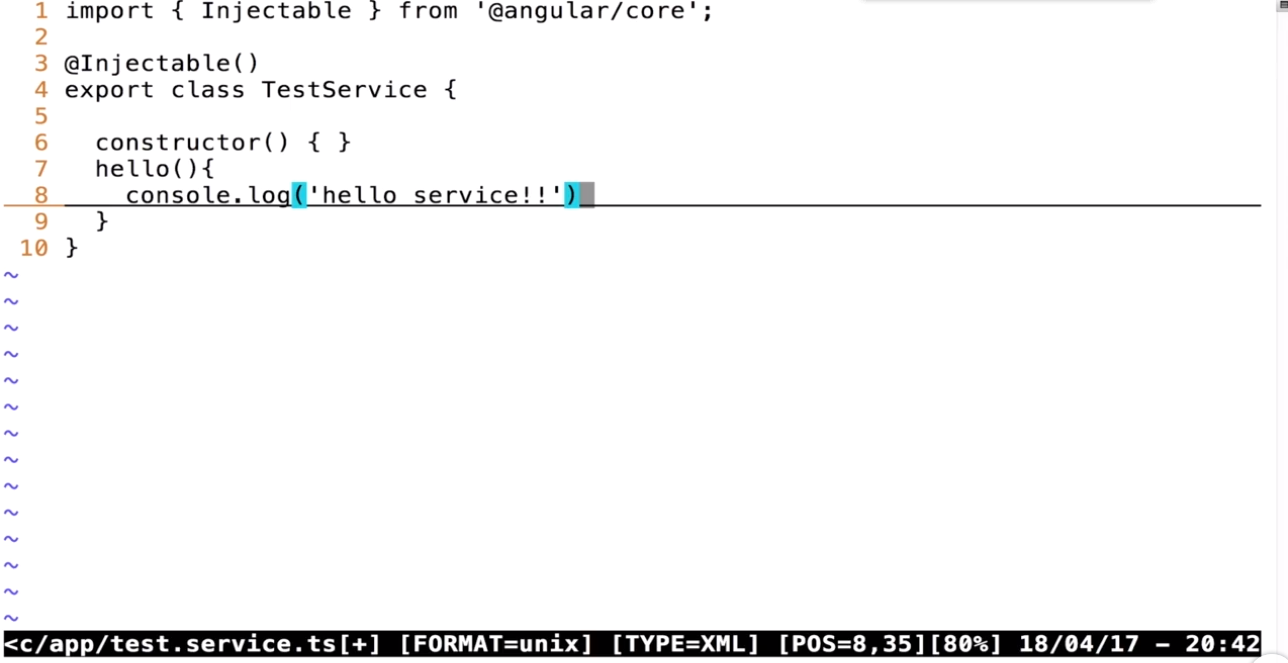 1 import { Injectable } from '@angular/core';
2
3 @Injectable()
4 export class TestService {
5
6   constructor() { }
7   hello(){
8     console.log('hello service!!')
9   }
10 }
~
~
~
~
~
~
~
~
~
~
~
~
~
~
<c/app/test.service.ts[+] [FORMAT=unix] [TYPE=XML] [POS=8,35][80%] 18/04/17 – 20:42